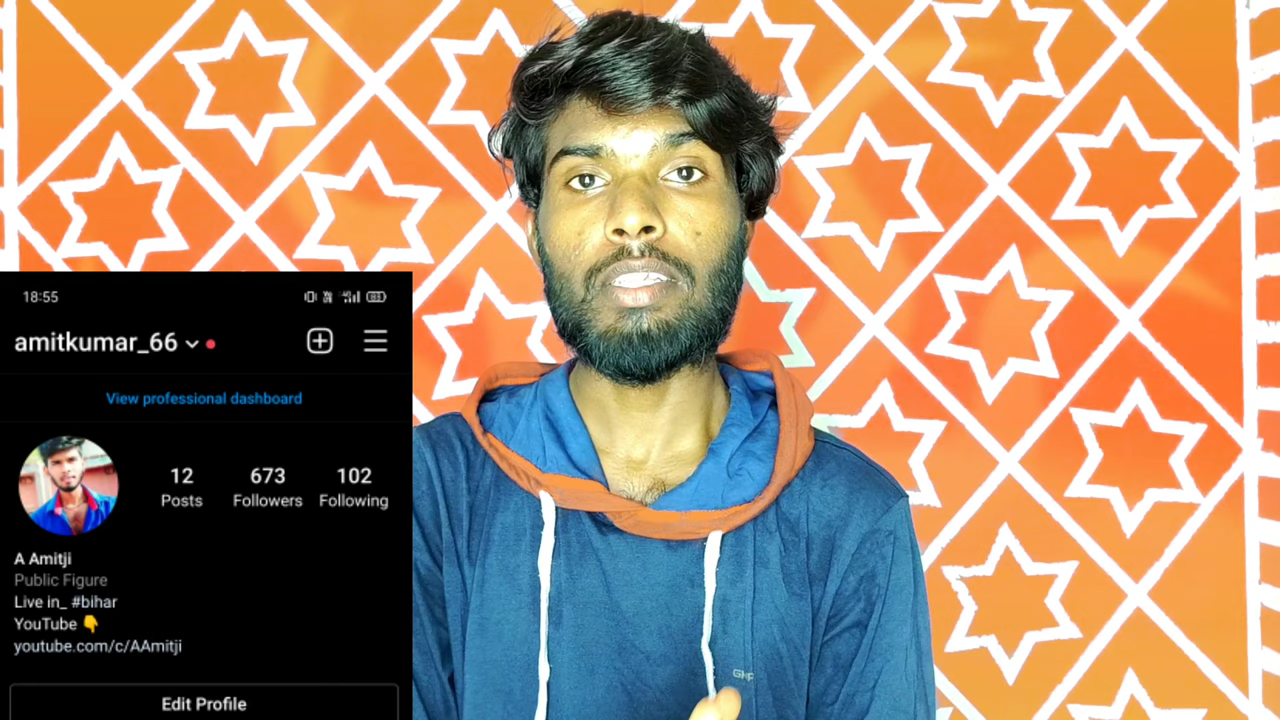 18:55
amitkumar_66
View professional dashboard
12 673 102
Posts Followers Following
A Amitji
Public Figure
Live in_ #bihar
YouTube 👇
youtube.com/c/AAmitji
Edit Profile